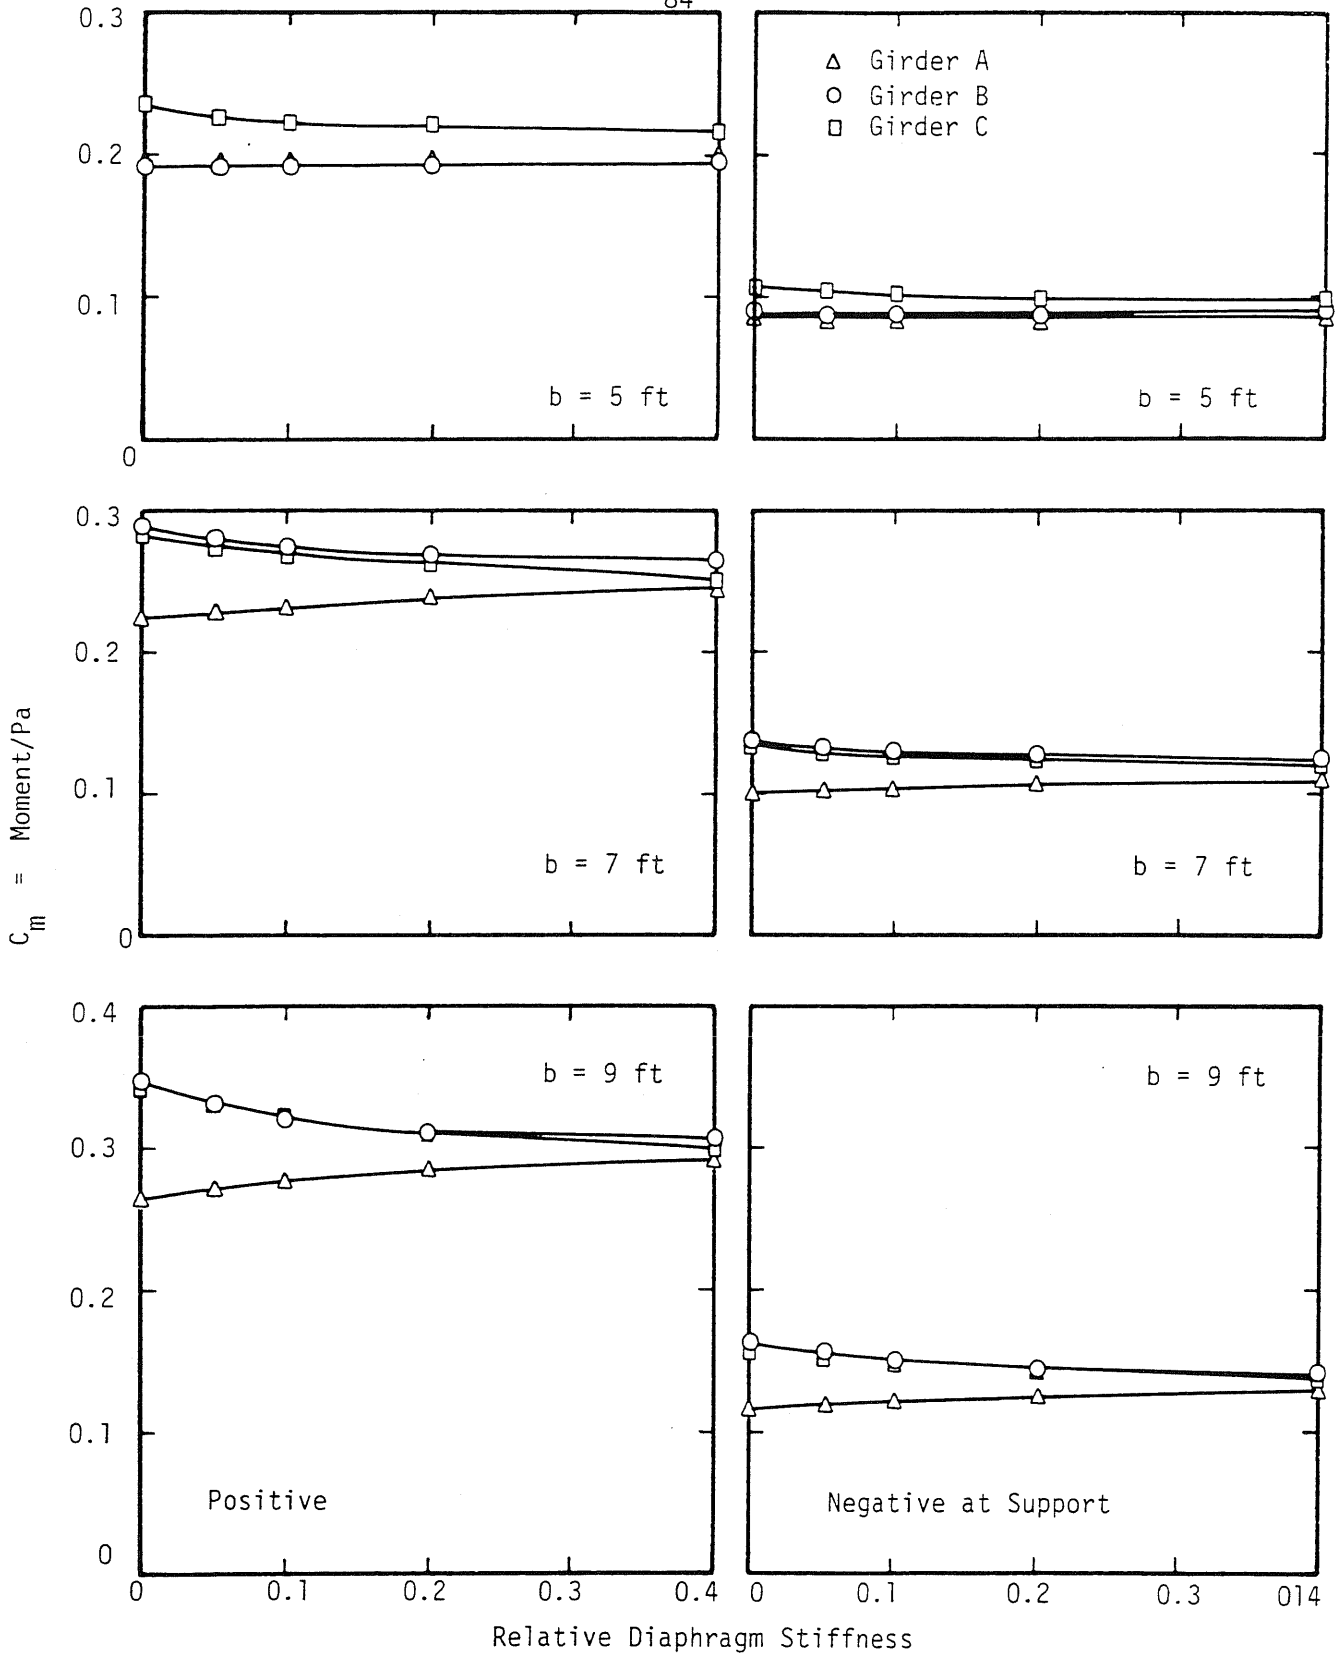 84
0.3
0.2
0.1
0
b = 5 ft
Girder A
Girder B
Girder C
b = 5 ft
0.3
0.2
0.1
0
b = 7 ft
b = 7 ft
C_m = Moment/Pa
0.4
0.3
0.2
0.1
0
b = 9 ft
Positive
b = 9 ft
Negative at Support
0 0.1 0.2 0.3 0.4
0 0.1 0.2 0.3 014
Relative Diaphragm Stiffness